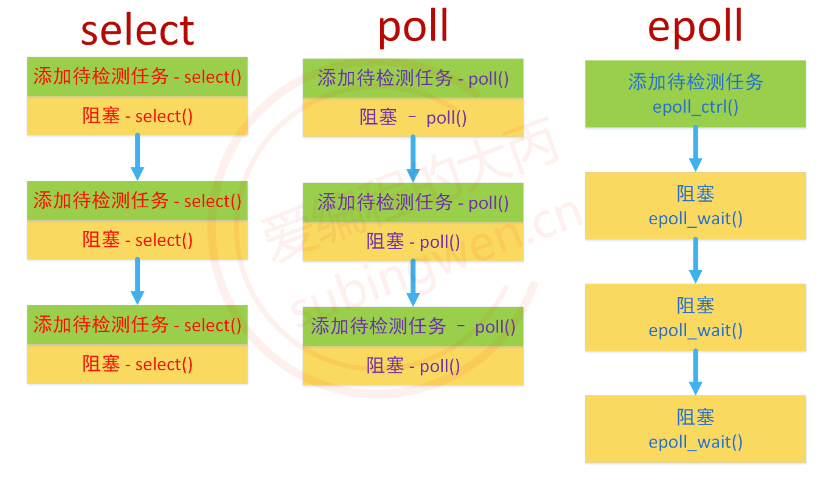 select
添加待检测任务 - select()
阻塞 - select()
添加待检测任务 - select()
阻塞 - select()
添加待检测任务 - select()
阻塞 - select()
poll
添加待检测任务 - poll()
阻塞 - poll()
添加待检测任务 - poll()
阻塞 - poll()
添加待检测任务 - poll()
阻塞 - poll()
epoll
添加待检测任务
epoll_ctrl()
阻塞
epoll_wait()
阻塞
epoll_wait()
阻塞
epoll_wait()
爱编程的大丙
subingwen.cn